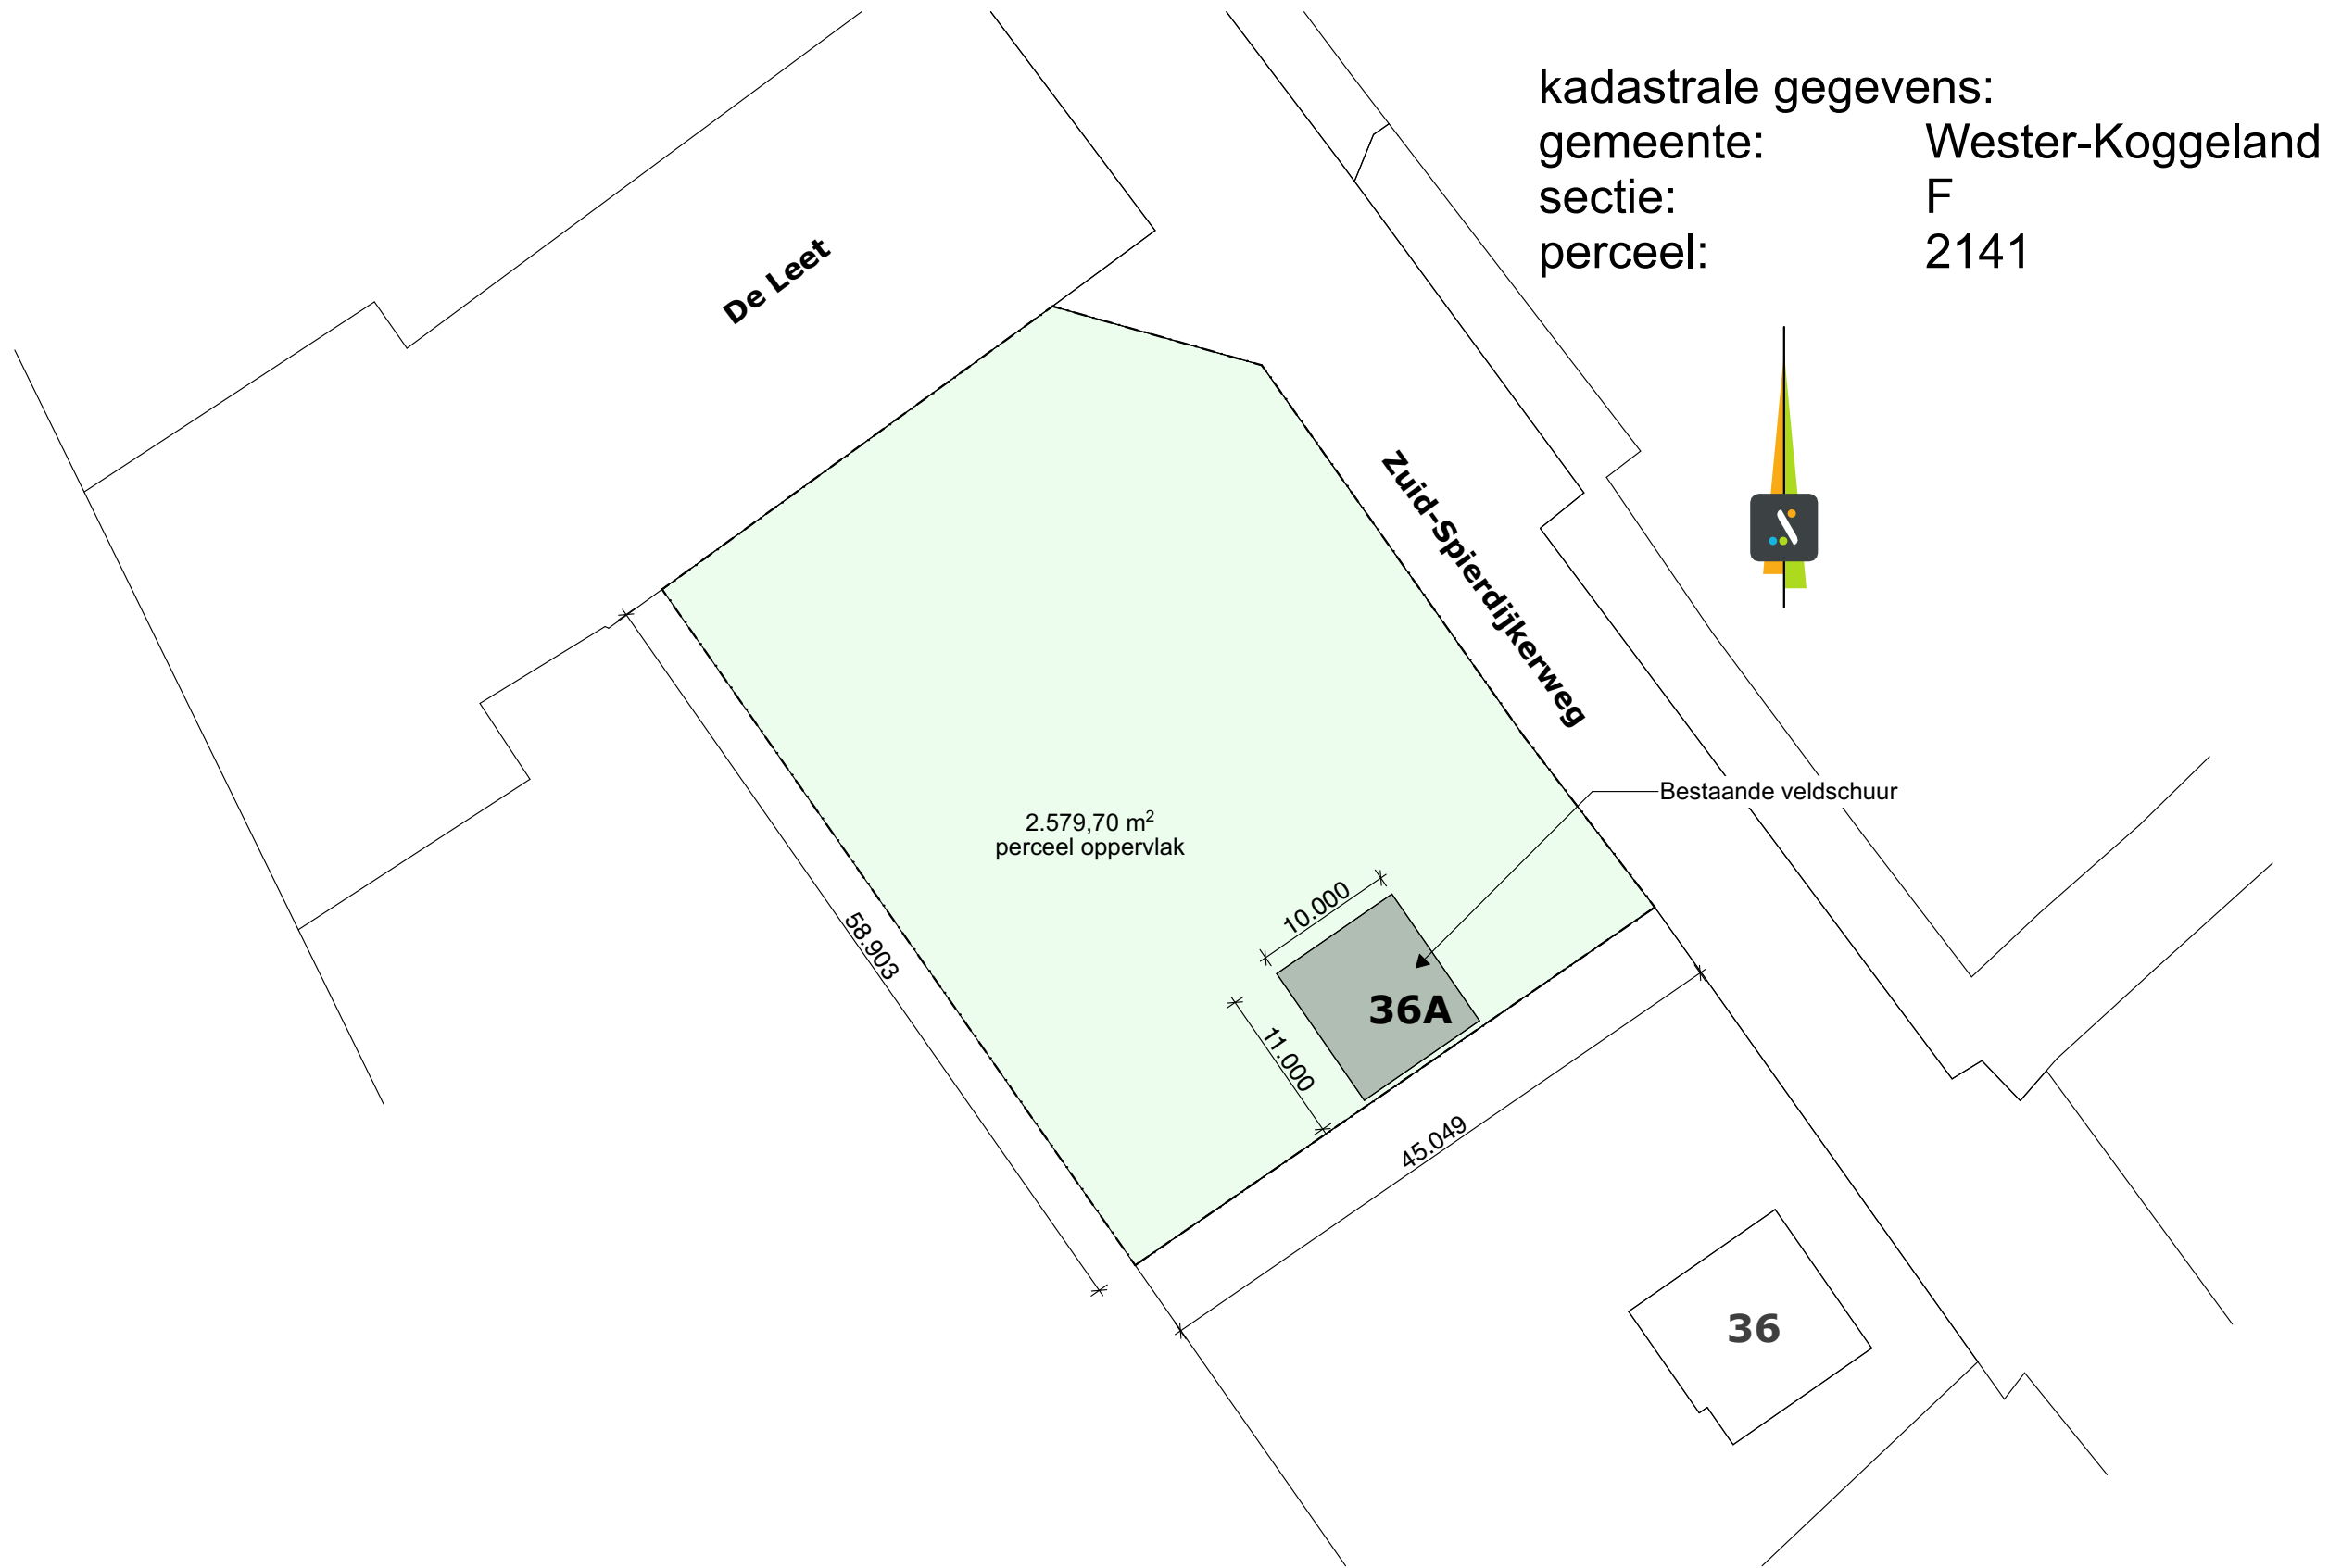 kadastrale gegevens:
gemeente: Wester-Koggeland
sectie: F
perceel: 2141
De Leet
Zuid-Spierdijkerweg
Bestaande veldschuur
2.579,70 m²
perceel oppervlak
10.000
58.903
36A
11.000
45.049
36